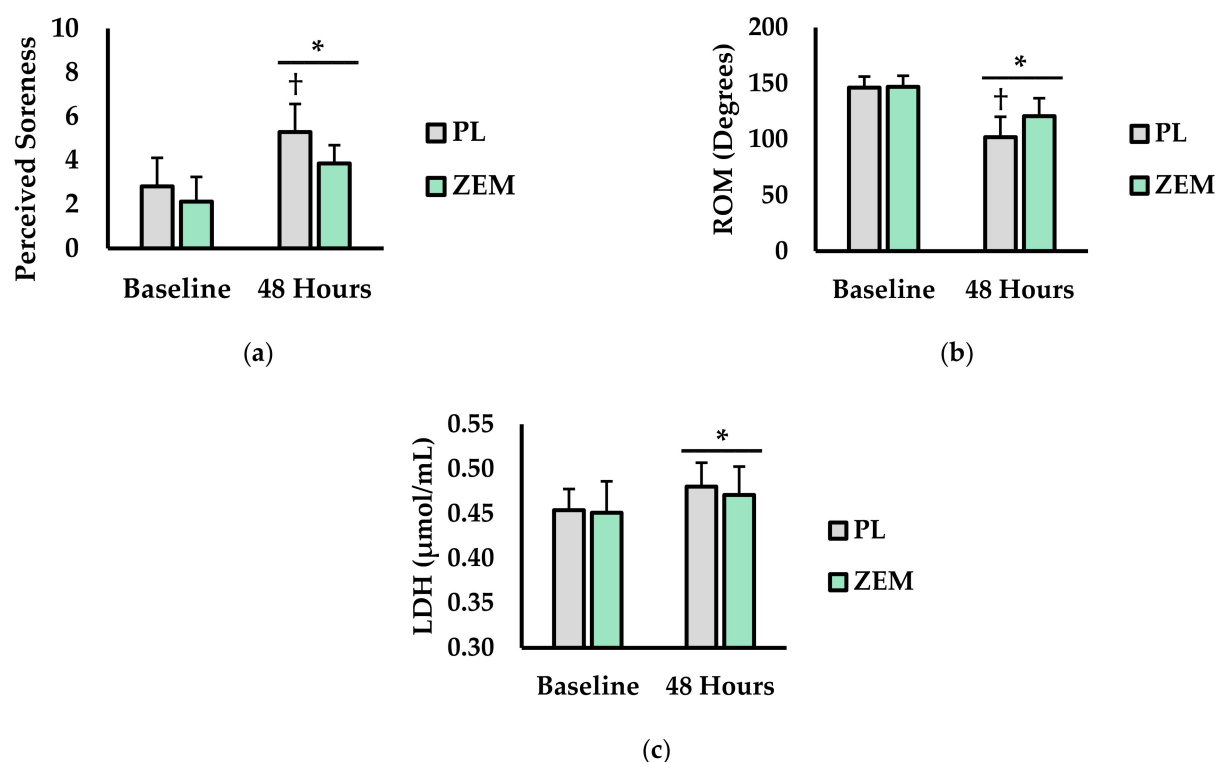 Perceived Soreness
10
8
6
4
2
0
*
†
Baseline
48 Hours
PL
ZEM
(a)
ROM (Degrees)
200
150
100
50
0
*
†
Baseline
48 Hours
PL
ZEM
(b)
LDH (μmol/mL)
0.55
0.50
0.45
0.40
0.35
0.30
*
Baseline
48 Hours
PL
ZEM
(c)